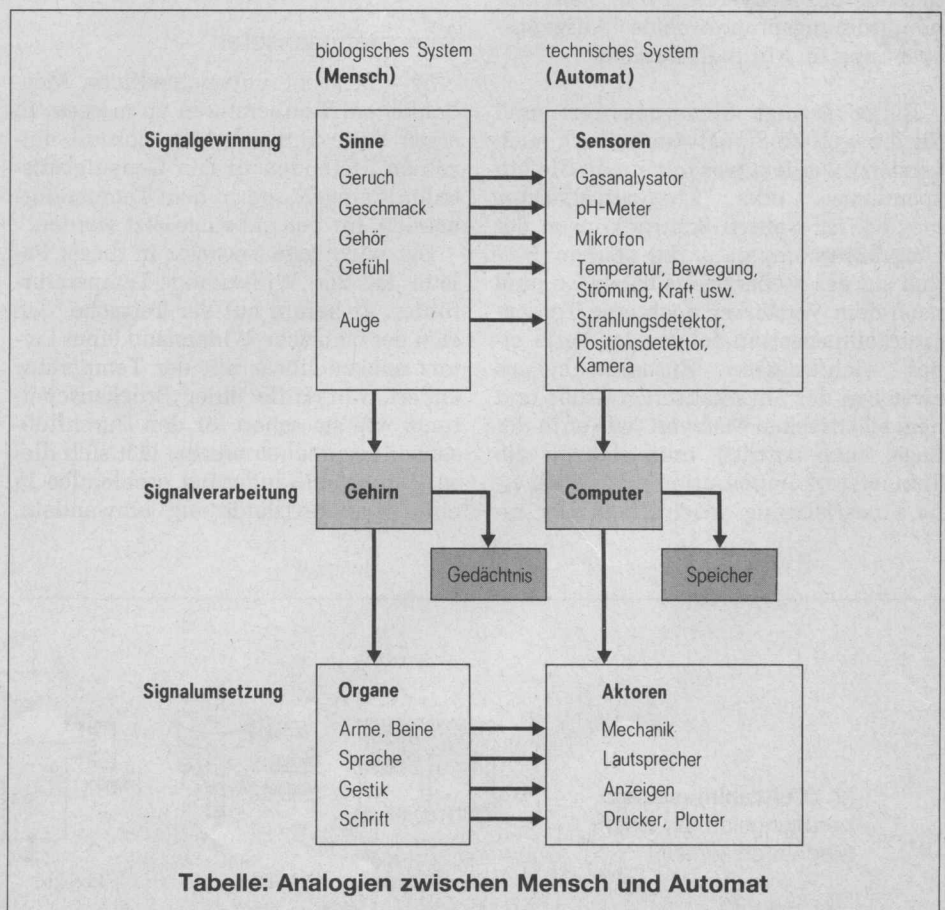 biologisches System technisches System
(Mensch) (Automat)
Signalgewinnung Sinne Sensoren
Geruch Gasanalysator
Geschmack pH-Meter
Gehör Mikrofon
Gefühl Temperatur, Bewegung,
Strömung, Kraft usw.
Auge Strahlungsdetektor,
Positionsdetektor,
Kamera
Signalverarbeitung Gehirn Computer
Gedächtnis Speicher
Signalumsetzung Organe Aktoren
Arme, Beine Mechanik
Sprache Lautsprecher
Gestik Anzeigen
Schrift Drucker, Plotter
Tabelle: Analogien zwischen Mensch und Automat